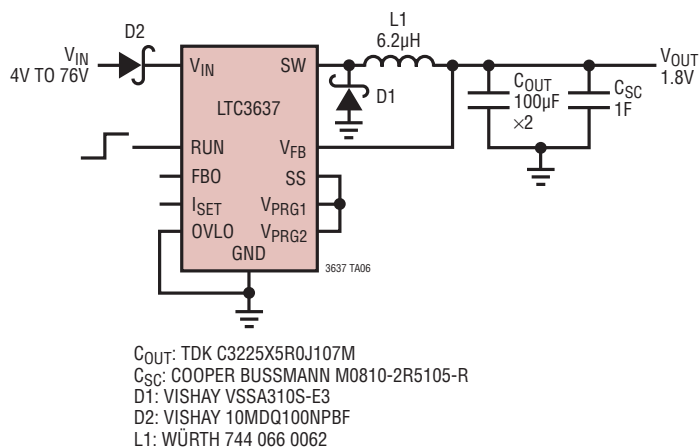 D2
V_IN
4V TO 76V
L1
6.2µH
V_IN
SW
LTC3637
D1
C_OUT
100µF
×2
C_SC
1F
V_OUT
1.8V
RUN
V_FB
FBO
SS
I_SET
V_PRG1
OVLO
V_PRG2
GND
3637 TA06
C_OUT: TDK C3225X5R0J107M
C_SC: COOPER BUSSMANN M0810-2R5105-R
D1: VISHAY VSSA310S-E3
D2: VISHAY 10MDQ100NPBF
L1: WÜRTH 744 066 0062